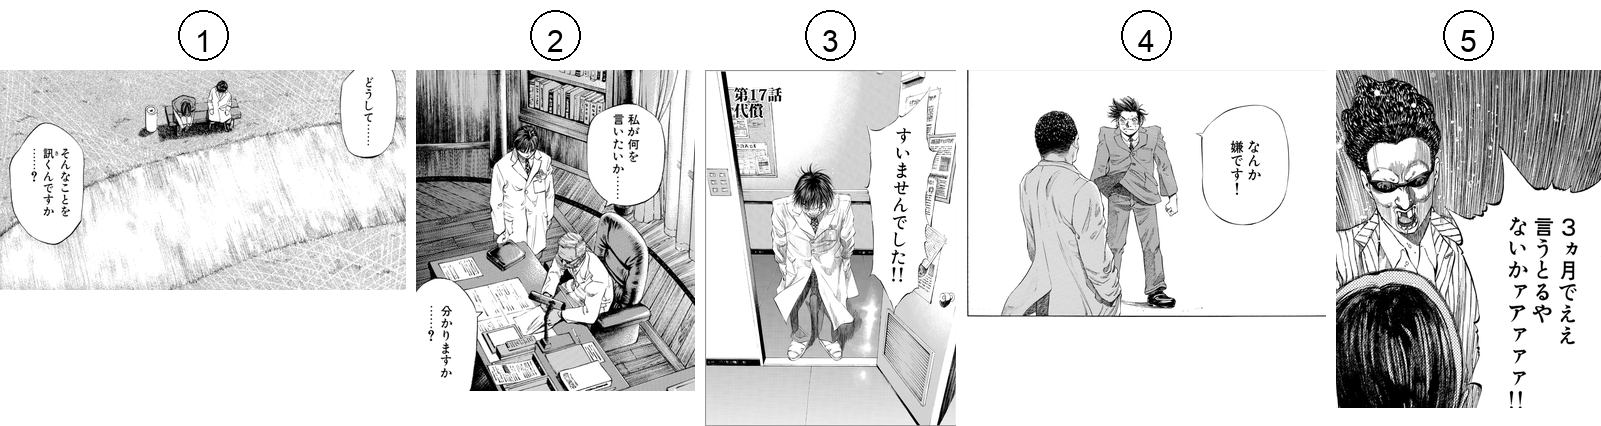 1
どうして……
そんなことを
訊くんですか
……?
き
2
私が何を
言いたいか……
分かりますか
……?
3
第17話
代償
すいませんでした!!
4
なんか
嫌です!
5
3ヵ月でええ
言うとるや
ないかァァァァ!!